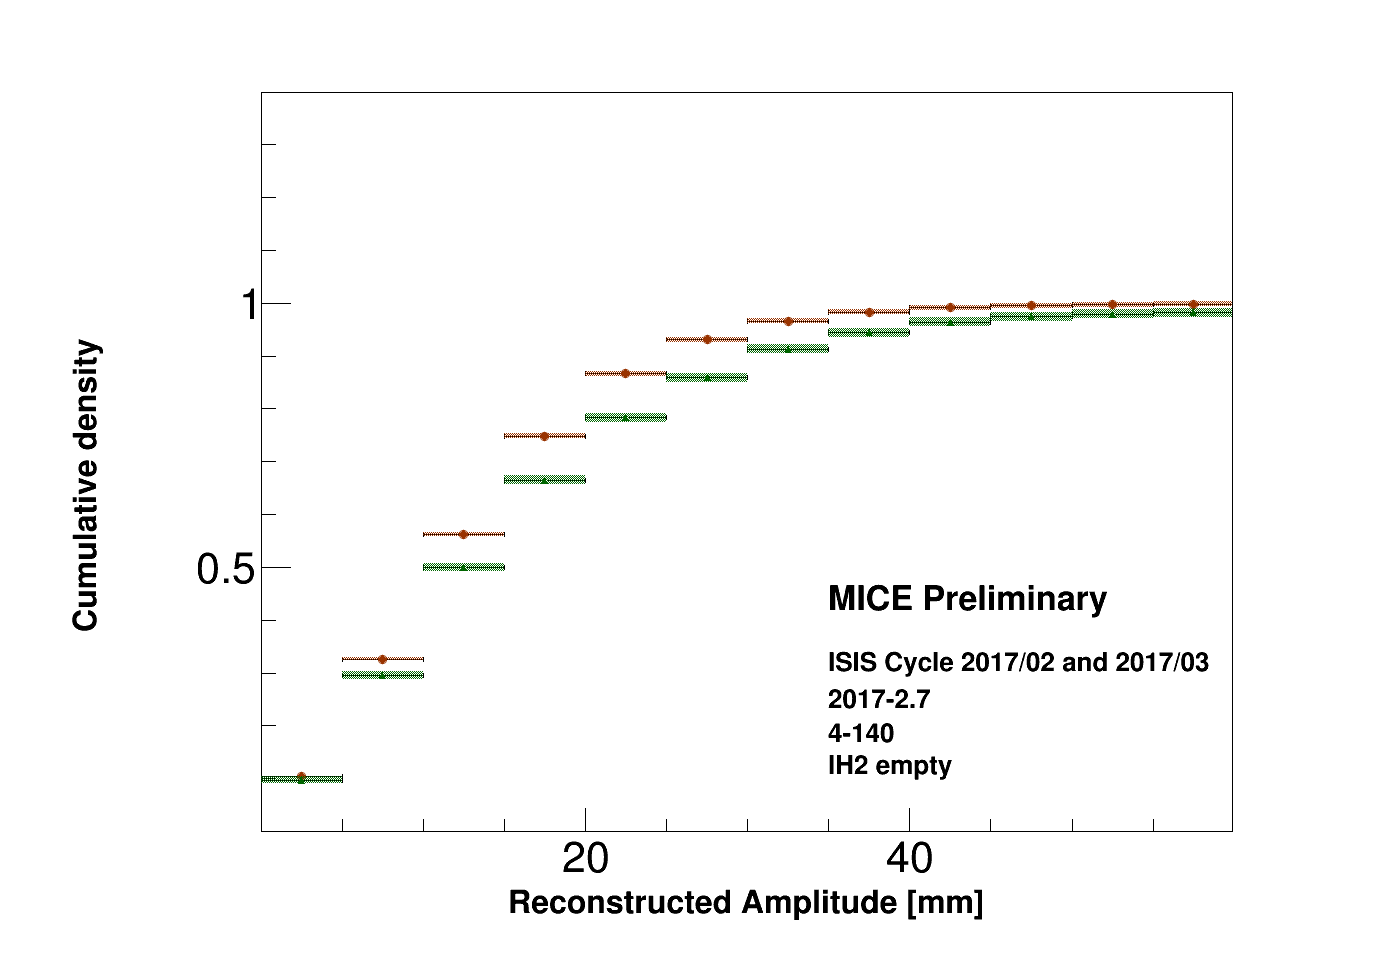 1
0.5
Cumulative density
MICE Preliminary
ISIS Cycle 2017/02 and 2017/03
2017-2.7
4-140
IH2 empty
20
40
Reconstructed Amplitude [mm]